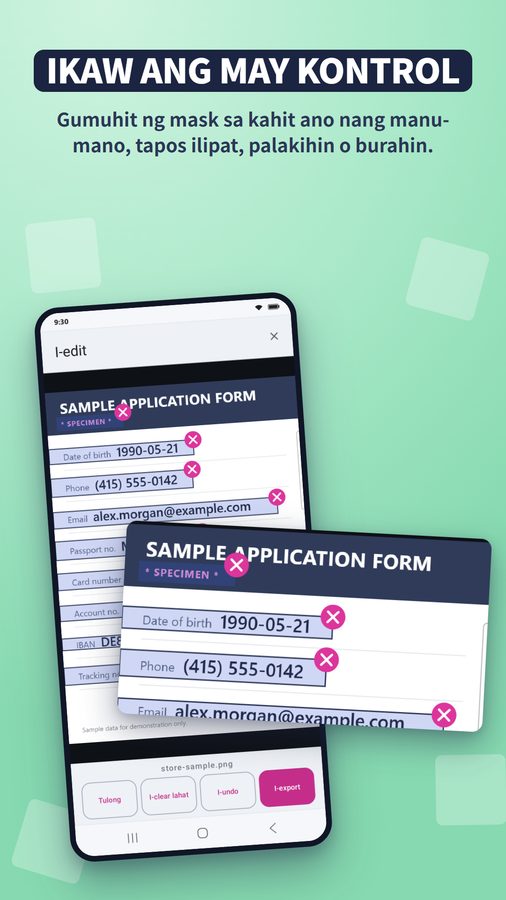 IKAW ANG MAY KONTROL
Gumuhit ng mask sa kahit ano nang manu-
mano, tapos ilipat, palakihin o burahin.
9:30
I-edit
SAMPLE APPLICATION FORM
* SPECIMEN *
Date of birth 1990-05-21
Phone (415) 555-0142
Email alex.morgan@example.com
Passport no.
Card number
Account no.
IBAN DE8
Tracking
Sample data for demonstration only.
store-sample.png
Tulong
I-clear lahat
I-undo
I-export
SAMPLE APPLICATION FORM
* SPECIMEN *
Date of birth 1990-05-21
Phone (415) 555-0142
Email alex.morgan@example.com